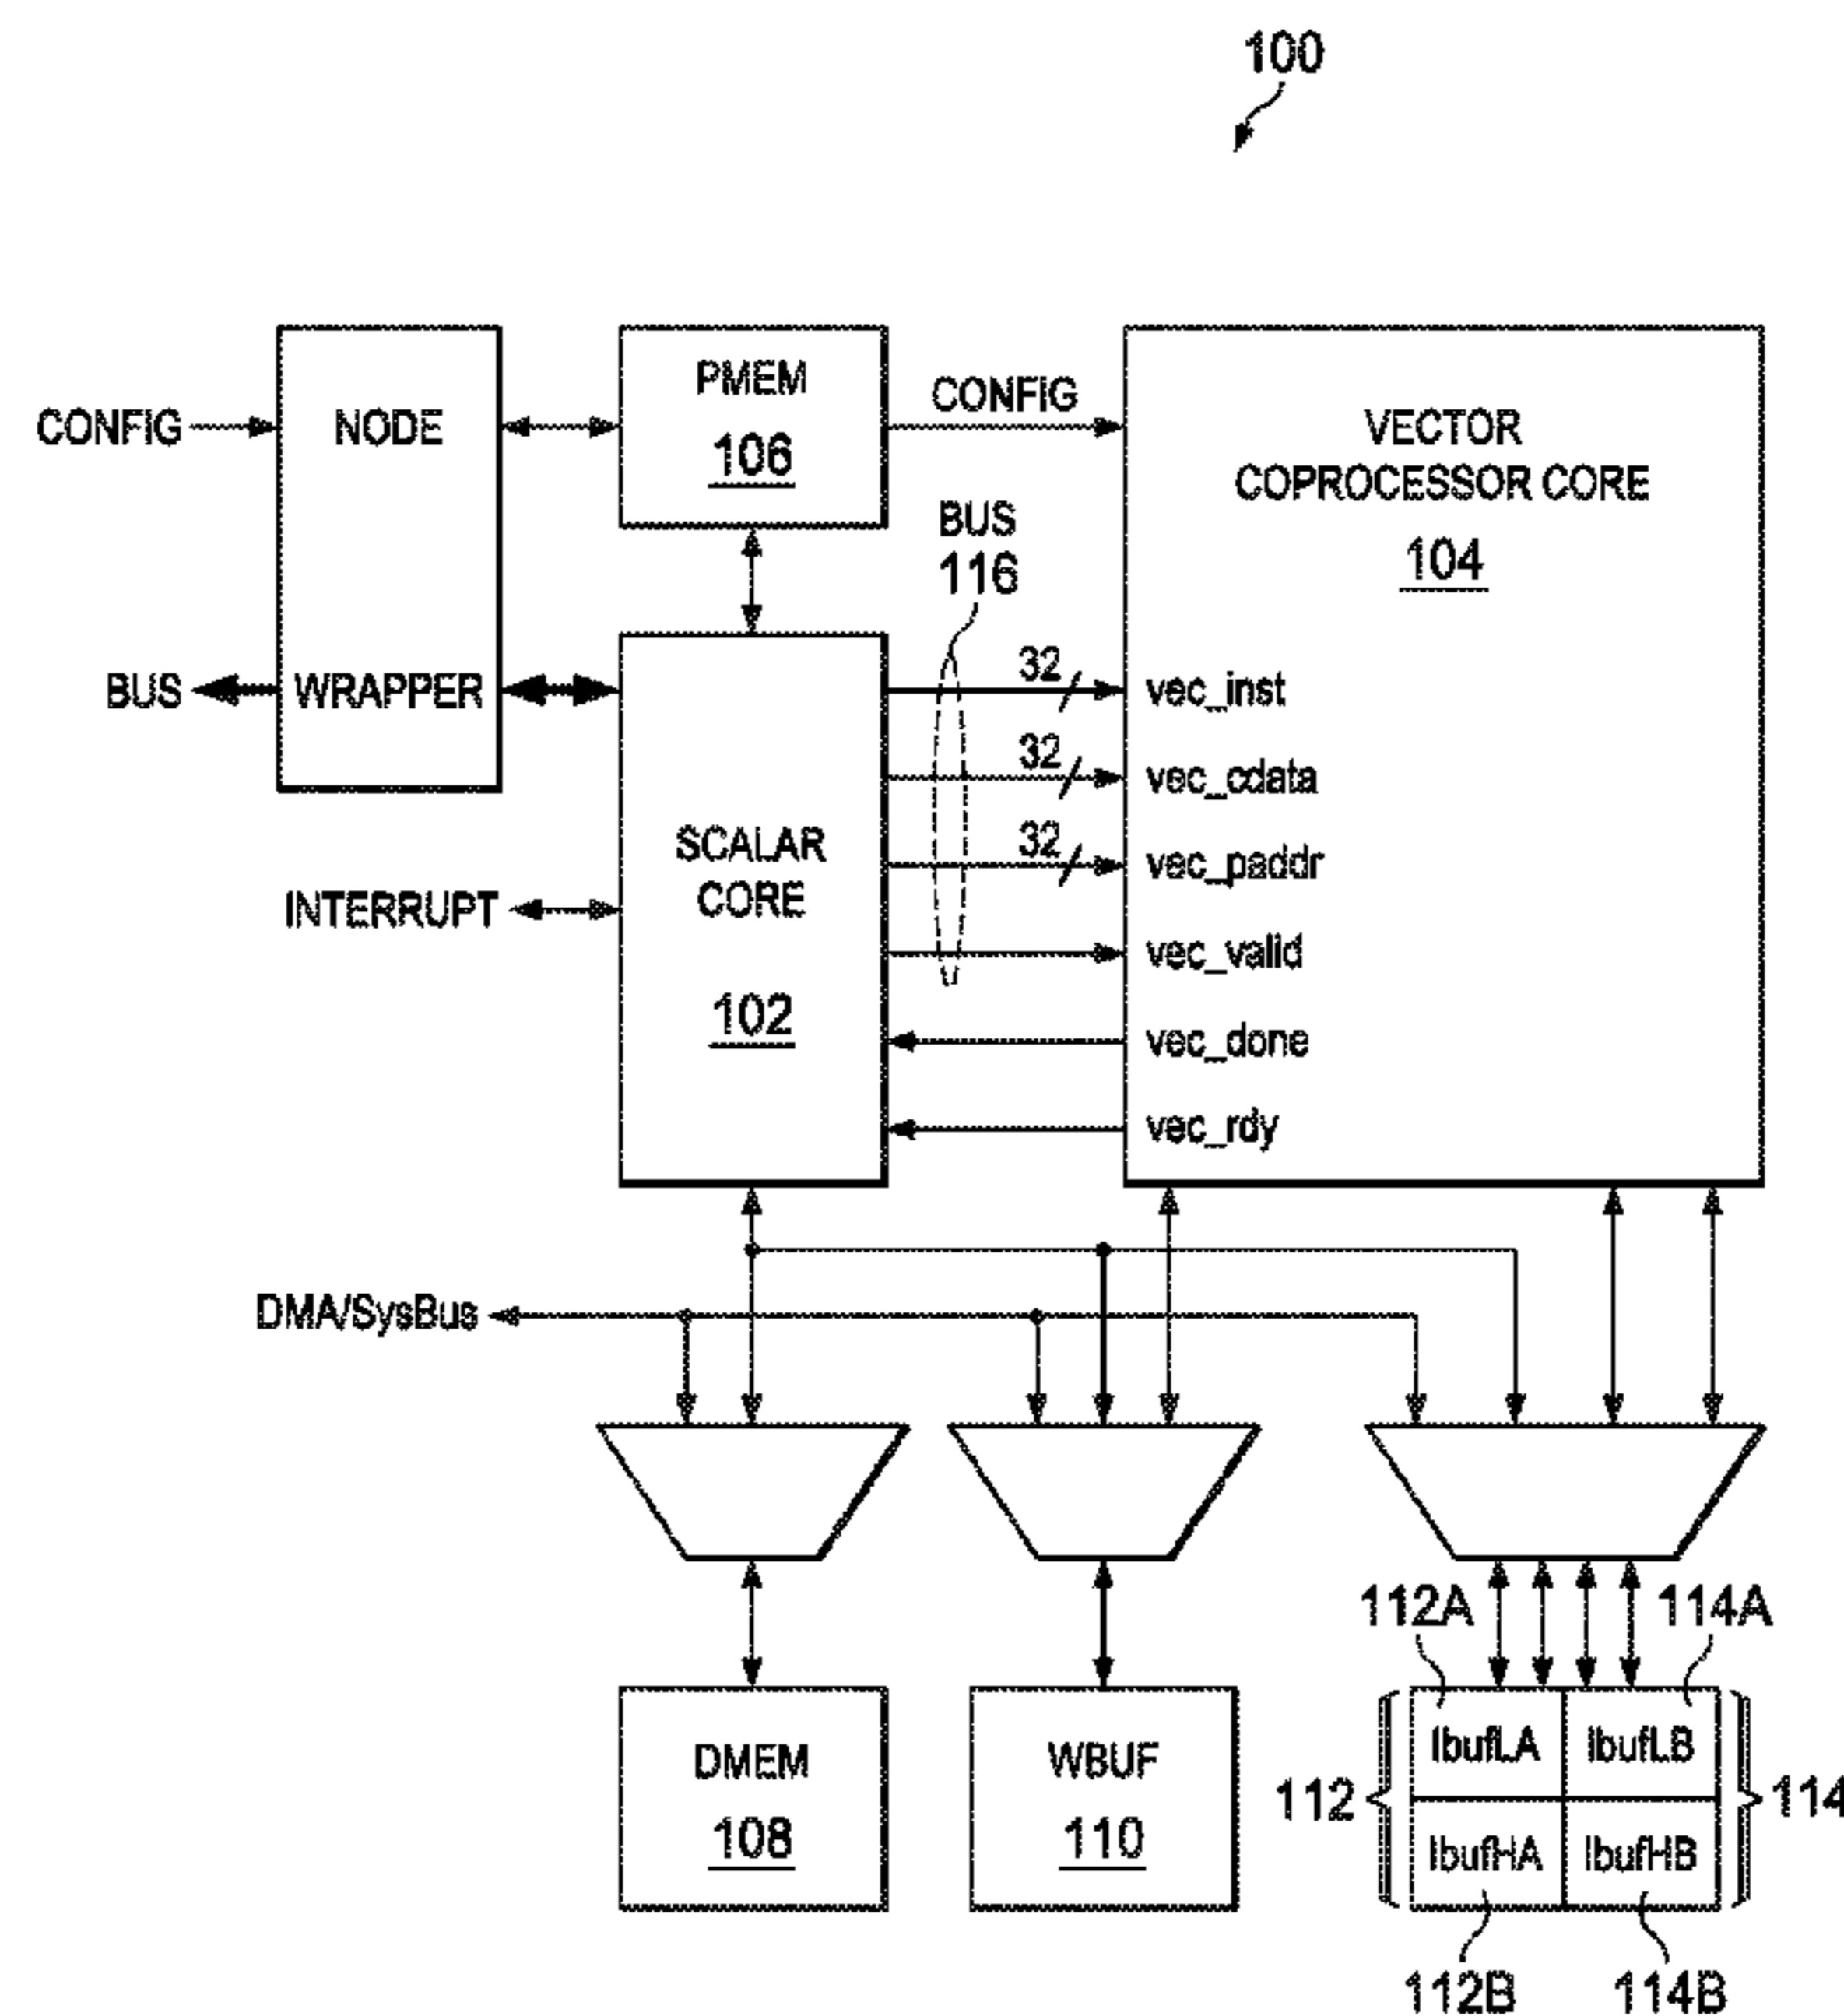 100
CONFIG
NODE
WRAPPER
BUS
PMEM
106
CONFIG
BUS
116
VECTOR
COPROCESSOR CORE
104
SCALAR
CORE
102
INTERRUPT
32
vec_inst
32
vec_cdata
32
vec_paddr
vec_valid
vec_done
vec_rdy
DMA/SysBus
112A
114A
DMEM
108
WBUF
110
112
IbufLA
IbufLB
IbufHA
IbufHB
114
112B
114B